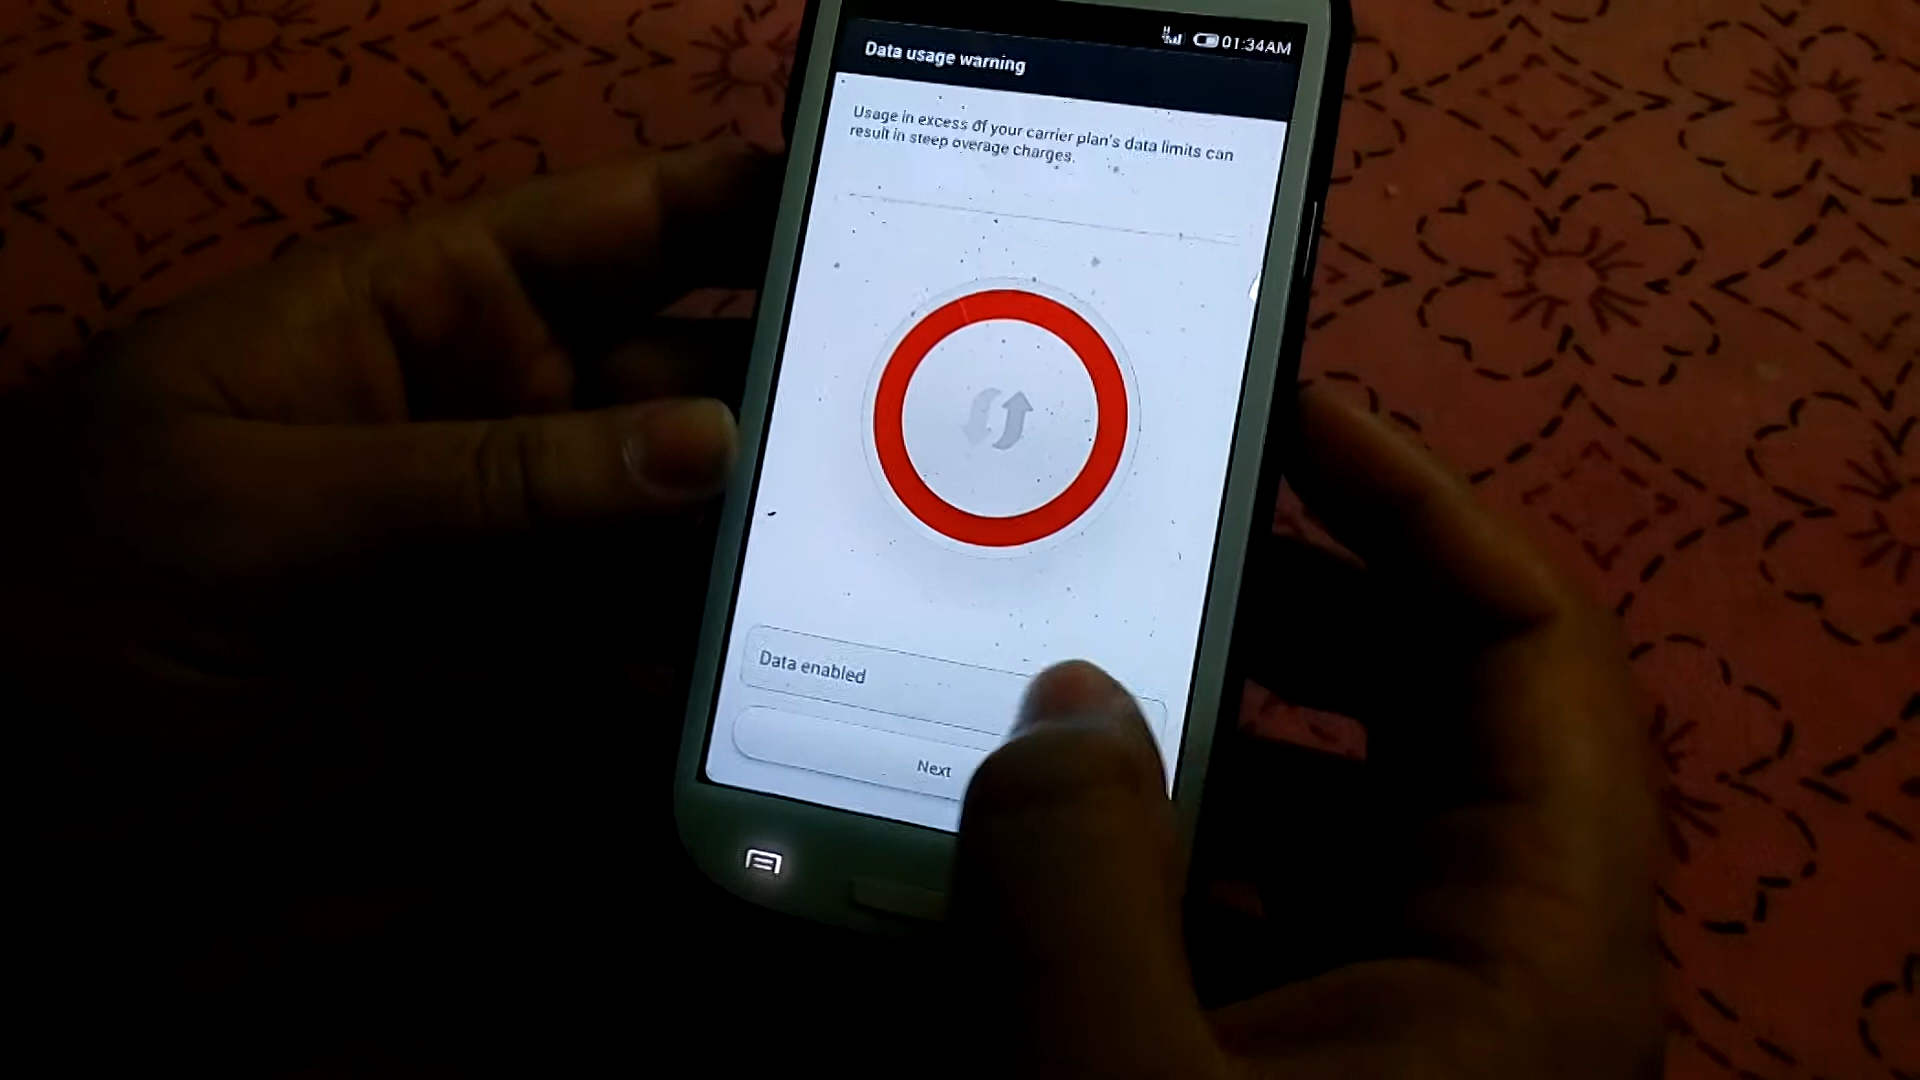 01:34AM
Data usage warning
Usage in excess of your carrier plan's data limits can
result in steep overage charges.
Data enabled
Next